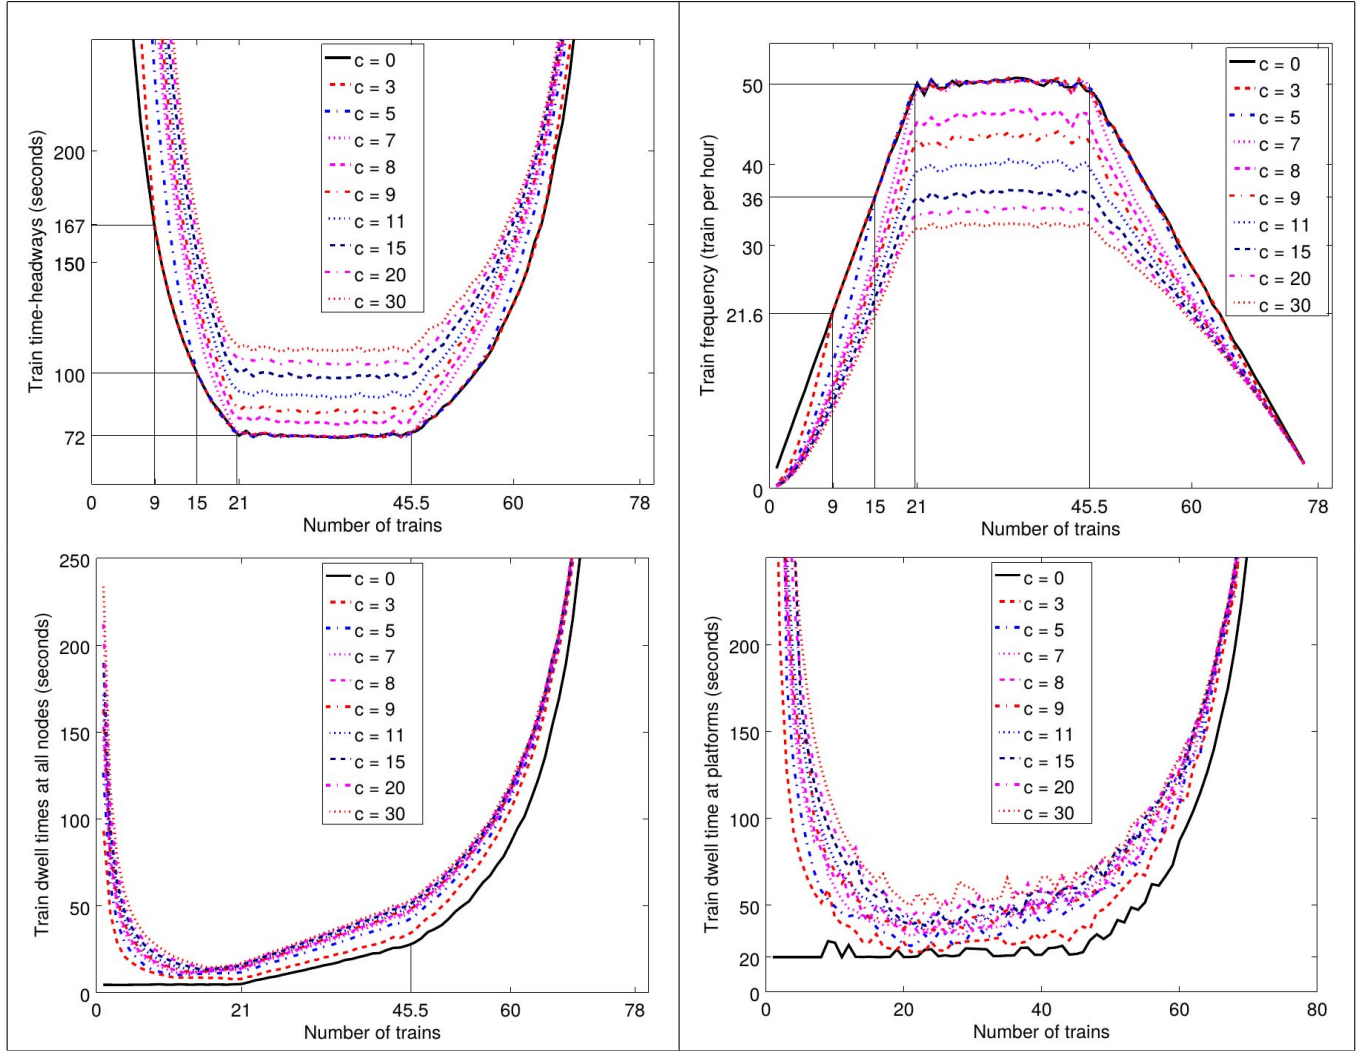 Train time-headways (seconds)
200
167
150
100
72
0
9
15
21
45.5
60
78
Number of trains
c = 0
c = 3
c = 5
c = 7
c = 8
c = 9
c = 11
c = 15
c = 20
c = 30
Train frequency (train per hour)
50
40
36
30
21.6
0
0
9
15
21
45.5
60
78
Number of trains
c = 0
c = 3
c = 5
c = 7
c = 8
c = 9
c = 11
c = 15
c = 20
c = 30
Train dwell times at all nodes (seconds)
250
200
150
100
50
0
0
21
45.5
60
78
Number of trains
c = 0
c = 3
c = 5
c = 7
c = 8
c = 9
c = 11
c = 15
c = 20
c = 30
Train dwell time at platforms (seconds)
200
150
100
50
20
0
0
20
40
60
80
Number of trains
c = 0
c = 3
c = 5
c = 7
c = 8
c = 9
c = 11
c = 15
c = 20
c = 30